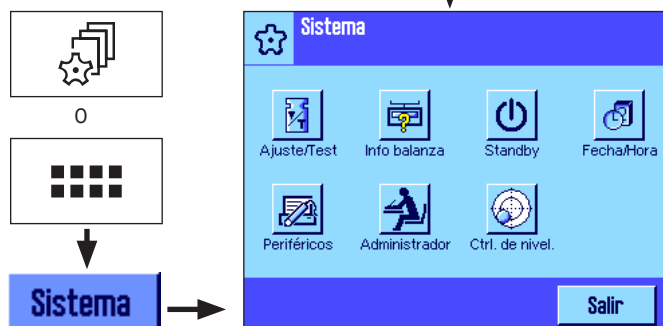 O
Sistema
Sistema
Ajuste/Test
Info balanza
Standby
Fecha/Hora
Periféricos
Administrador
Ctrl. de nivel.
Salir